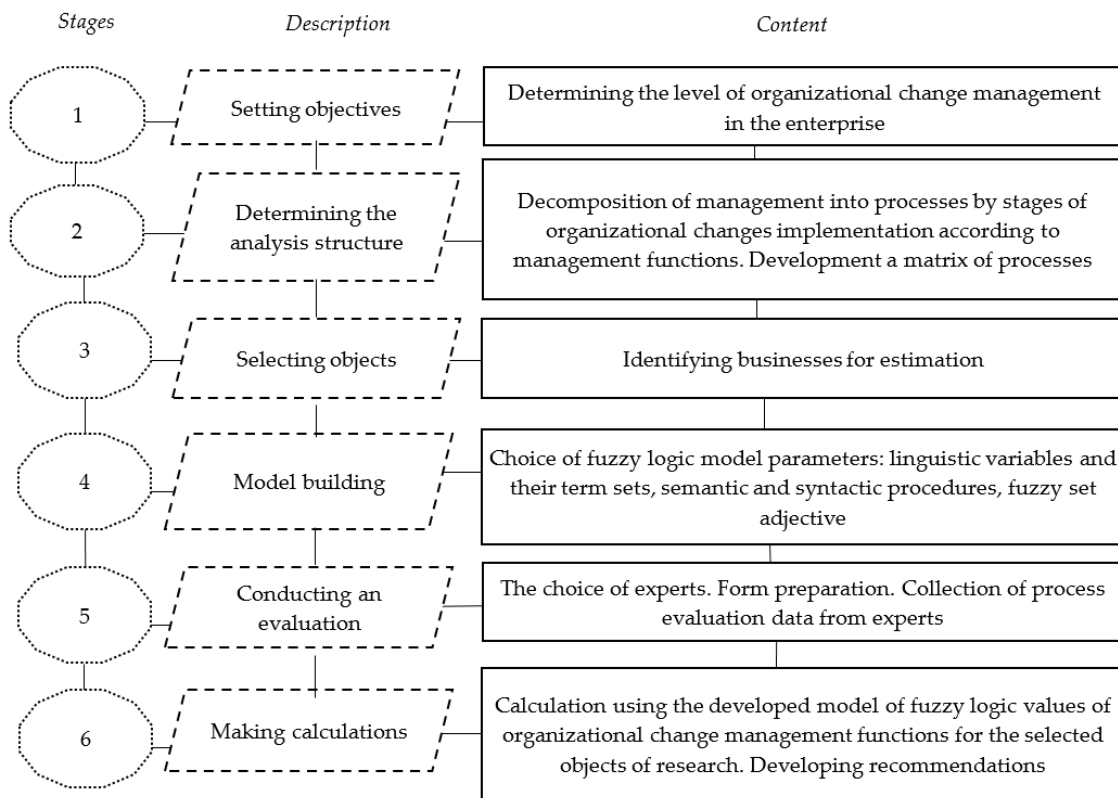 Stages
Description
Content
1
Setting objectives
Determining the level of organizational change management
in the enterprise
2
Determining the
analysis structure
Decomposition of management into processes by stages of
organizational changes implementation according to
management functions. Development a matrix of processes
3
Selecting objects
Identifying businesses for estimation
4
Model building
Choice of fuzzy logic model parameters: linguistic variables and
their term sets, semantic and syntactic procedures, fuzzy set
adjective
5
Conducting an
evaluation
The choice of experts. Form preparation. Collection of process
evaluation data from experts
6
Making calculations
Calculation using the developed model of fuzzy logic values of
organizational change management functions for the selected
objects of research. Developing recommendations